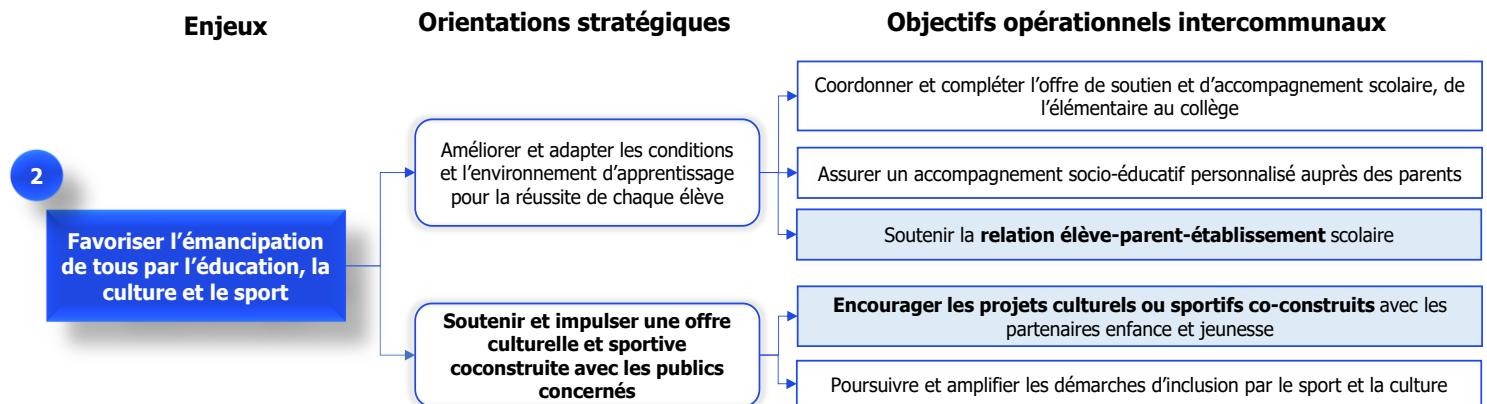 Enjeux
Orientations stratégiques
Objectifs opérationnels intercommunaux
2
Favoriser l’émancipation
de tous par l’éducation, la
culture et le sport
Améliorer et adapter les conditions
et l’environnement d’apprentissage
pour la réussite de chaque élève
Coordonner et compléter l’offre de soutien et d’accompagnement scolaire, de
l’élémentaire au collège
Assurer un accompagnement socio-éducatif personnalisé auprès des parents
Soutenir la relation élève-parent-établissement scolaire
Soutenir et impulser une offre
culturelle et sportive
coconstruite avec les publics
concernés
Encourager les projets culturels ou sportifs co-construits avec les
partenaires enfance et jeunesse
Poursuivre et amplifier les démarches d’inclusion par le sport et la culture